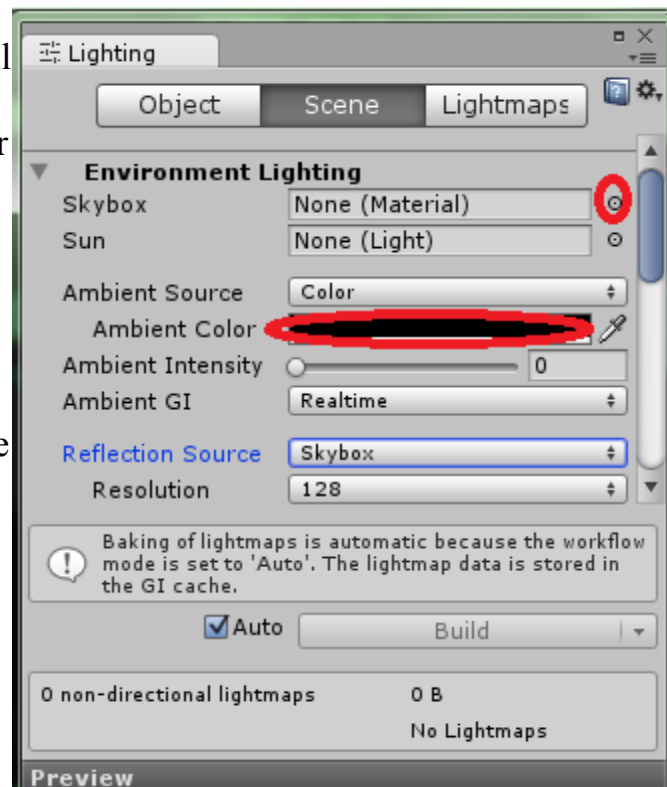 Lighting
Object Scene Lightmaps
Environment Lighting
Skybox None (Material)
Sun None (Light)
Ambient Source Color
Ambient Color
Ambient Intensity 0
Ambient GI Realtime
Reflection Source Skybox
Resolution 128
Baking of lightmaps is automatic because the workflow
mode is set to 'Auto'. The lightmap data is stored in
the GI cache.
Auto Build
0 non-directional lightmaps 0 B
No Lightmaps
Preview